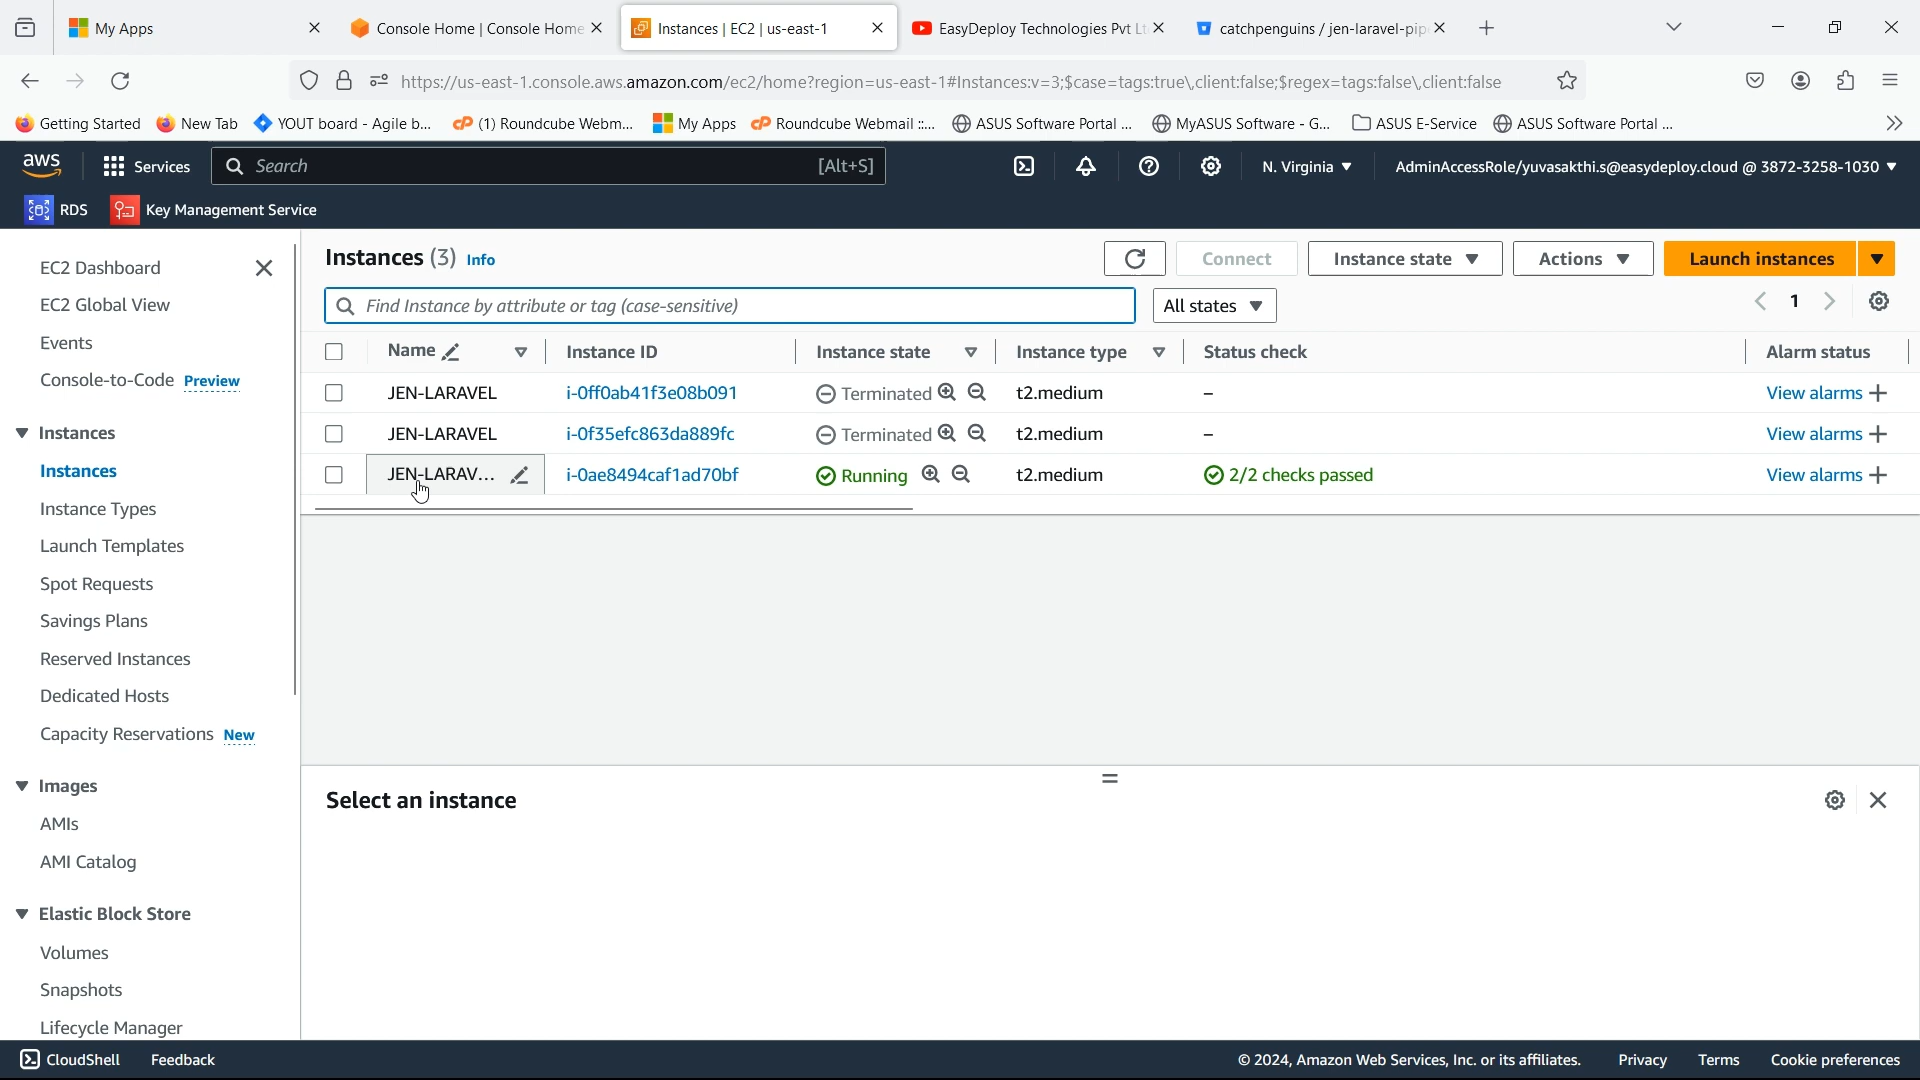 My Apps
Console Home | Console Home
Instances | EC2 | us-east-1
EasyDeploy Technologies Pvt Lt
catchpenguins / jen-laravel-pip
https://us-east-1.console.aws.amazon.com/ec2/home?region=us-east-1#Instances:v=3;$case=tags:true\,client:false;$regex=tags:false\,client:false
Getting Started
New Tab
YOUT board - Agile b...
(1) Roundcube Webm...
My Apps
Roundcube Webmail ::...
ASUS Software Portal ...
MyASUS Software - G...
ASUS E-Service
ASUS Software Portal ...
aws
Services
Search
[Alt+S]
N. Virginia
AdminAccessRole/yuvasakthi.s@easydeploy.cloud @ 3872-3258-1030
RDS
Key Management Service
EC2 Dashboard
EC2 Global View
Events
Console-to-Code Preview
Instances
Instances
Instance Types
Launch Templates
Spot Requests
Savings Plans
Reserved Instances
Dedicated Hosts
Capacity Reservations New
Images
AMIs
AMI Catalog
Elastic Block Store
Volumes
Snapshots
Lifecycle Manager
Instances (3) Info
Connect
Instance state
Actions
Launch instances
Find Instance by attribute or tag (case-sensitive)
All states
1
Name Instance ID Instance state Instance type Status check Alarm status
JEN-LARAVEL i-0ff0ab41f3e08b091 Terminated t2.medium – View alarms
JEN-LARAVEL i-0f35efc863da889fc Terminated t2.medium – View alarms
JEN-LARAV... i-0ae8494caf1ad70bf Running t2.medium 2/2 checks passed View alarms
Select an instance
CloudShell
Feedback
© 2024, Amazon Web Services, Inc. or its affiliates.
Privacy
Terms
Cookie preferences